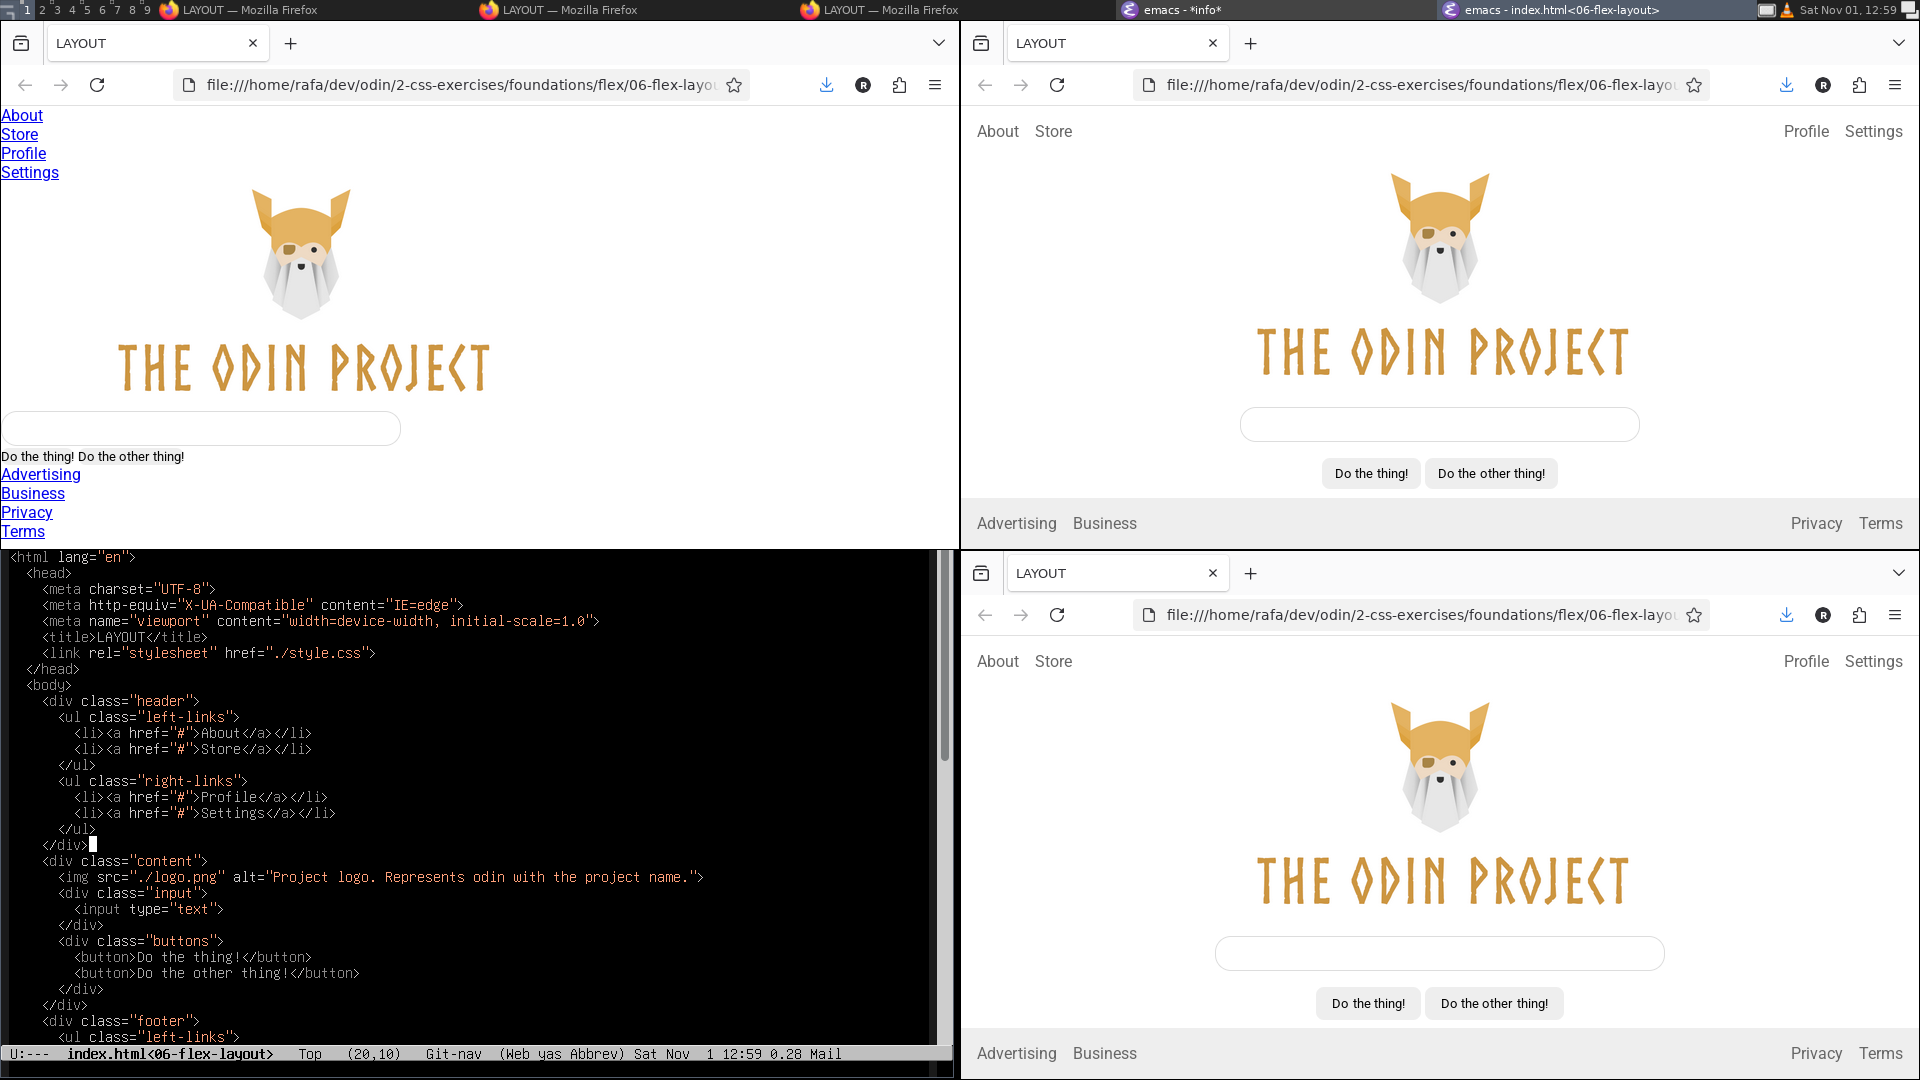 1 2 3 4 5 6 7 8 9 LAYOUT — Mozilla Firefox LAYOUT — Mozilla Firefox LAYOUT — Mozilla Firefox emacs - *info* emacs - index.html<06-flex-layout> Sat Nov 01, 12:59
LAYOUT
file:///home/rafa/dev/odin/2-css-exercises/foundations/flex/06-flex-layou
R
About
Store
Profile
Settings
THE ODIN PROJECT
Do the thing! Do the other thing!
Advertising
Business
Privacy
Terms
LAYOUT
file:///home/rafa/dev/odin/2-css-exercises/foundations/flex/06-flex-layou
R
About Store Profile Settings
THE ODIN PROJECT
Do the thing! Do the other thing!
Advertising Business Privacy Terms
<html lang="en">
<head>
<meta charset="UTF-8">
<meta http-equiv="X-UA-Compatible" content="IE=edge">
<meta name="viewport" content="width=device-width, initial-scale=1.0">
<title>LAYOUT</title>
<link rel="stylesheet" href="./style.css">
</head>
<body>
<div class="header">
<ul class="left-links">
<li><a href="#">About</a></li>
<li><a href="#">Store</a></li>
</ul>
<ul class="right-links">
<li><a href="#">Profile</a></li>
<li><a href="#">Settings</a></li>
</ul>
</div>
<div class="content">
<img src="./logo.png" alt="Project logo. Represents odin with the project name.">
<div class="input">
<input type="text">
</div>
<div class="buttons">
<button>Do the thing!</button>
<button>Do the other thing!</button>
</div>
</div>
<div class="footer">
<ul class="left-links">
U:--- index.html<06-flex-layout> Top (20,10) Git-nav (Web yas Abbrev) Sat Nov 1 12:59 0.28 Mail
LAYOUT
file:///home/rafa/dev/odin/2-css-exercises/foundations/flex/06-flex-layou
R
About Store Profile Settings
THE ODIN PROJECT
Do the thing! Do the other thing!
Advertising Business Privacy Terms